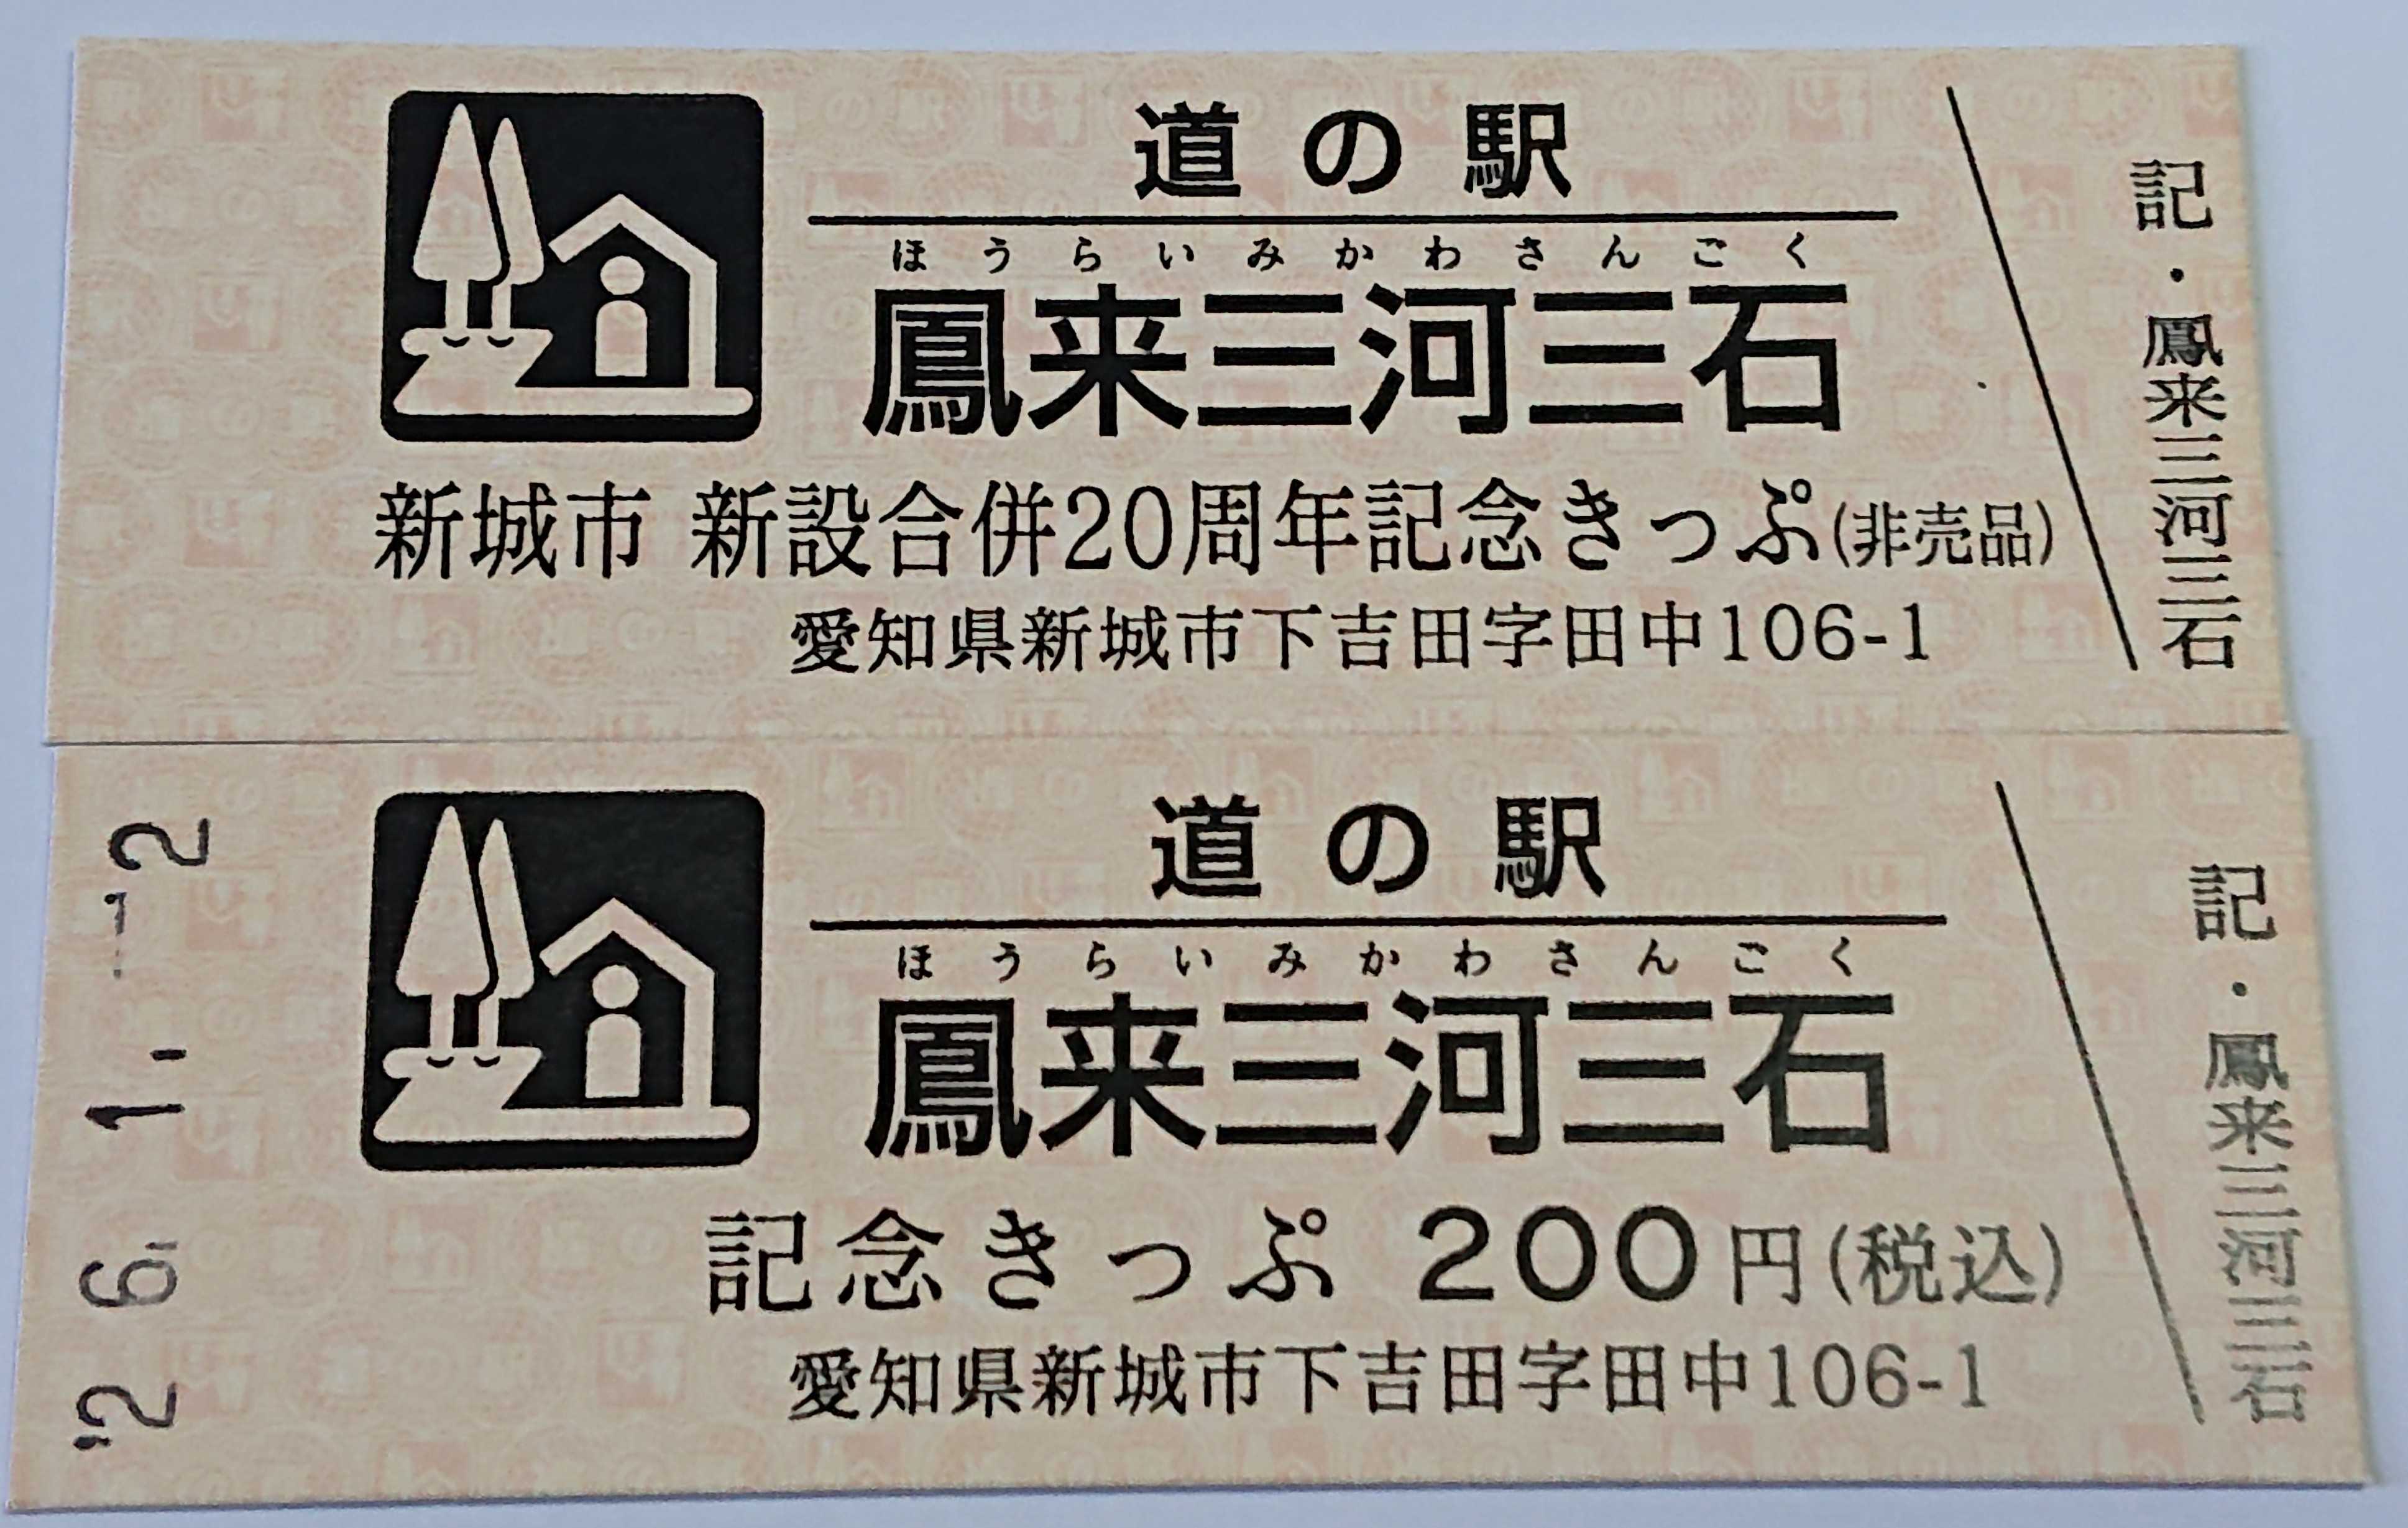 道の駅
ほうらいみかわさんごく
鳳来三河三石
新城市 新設合併20周年記念きっぷ(非売品)
愛知県新城市下吉田字田中106-1
記・鳳来三河三石
'26.1.-2
道の駅
ほうらいみかわさんごく
鳳来三河三石
記念きっぷ 200円(税込)
愛知県新城市下吉田字田中106-1
記・鳳来三河三石